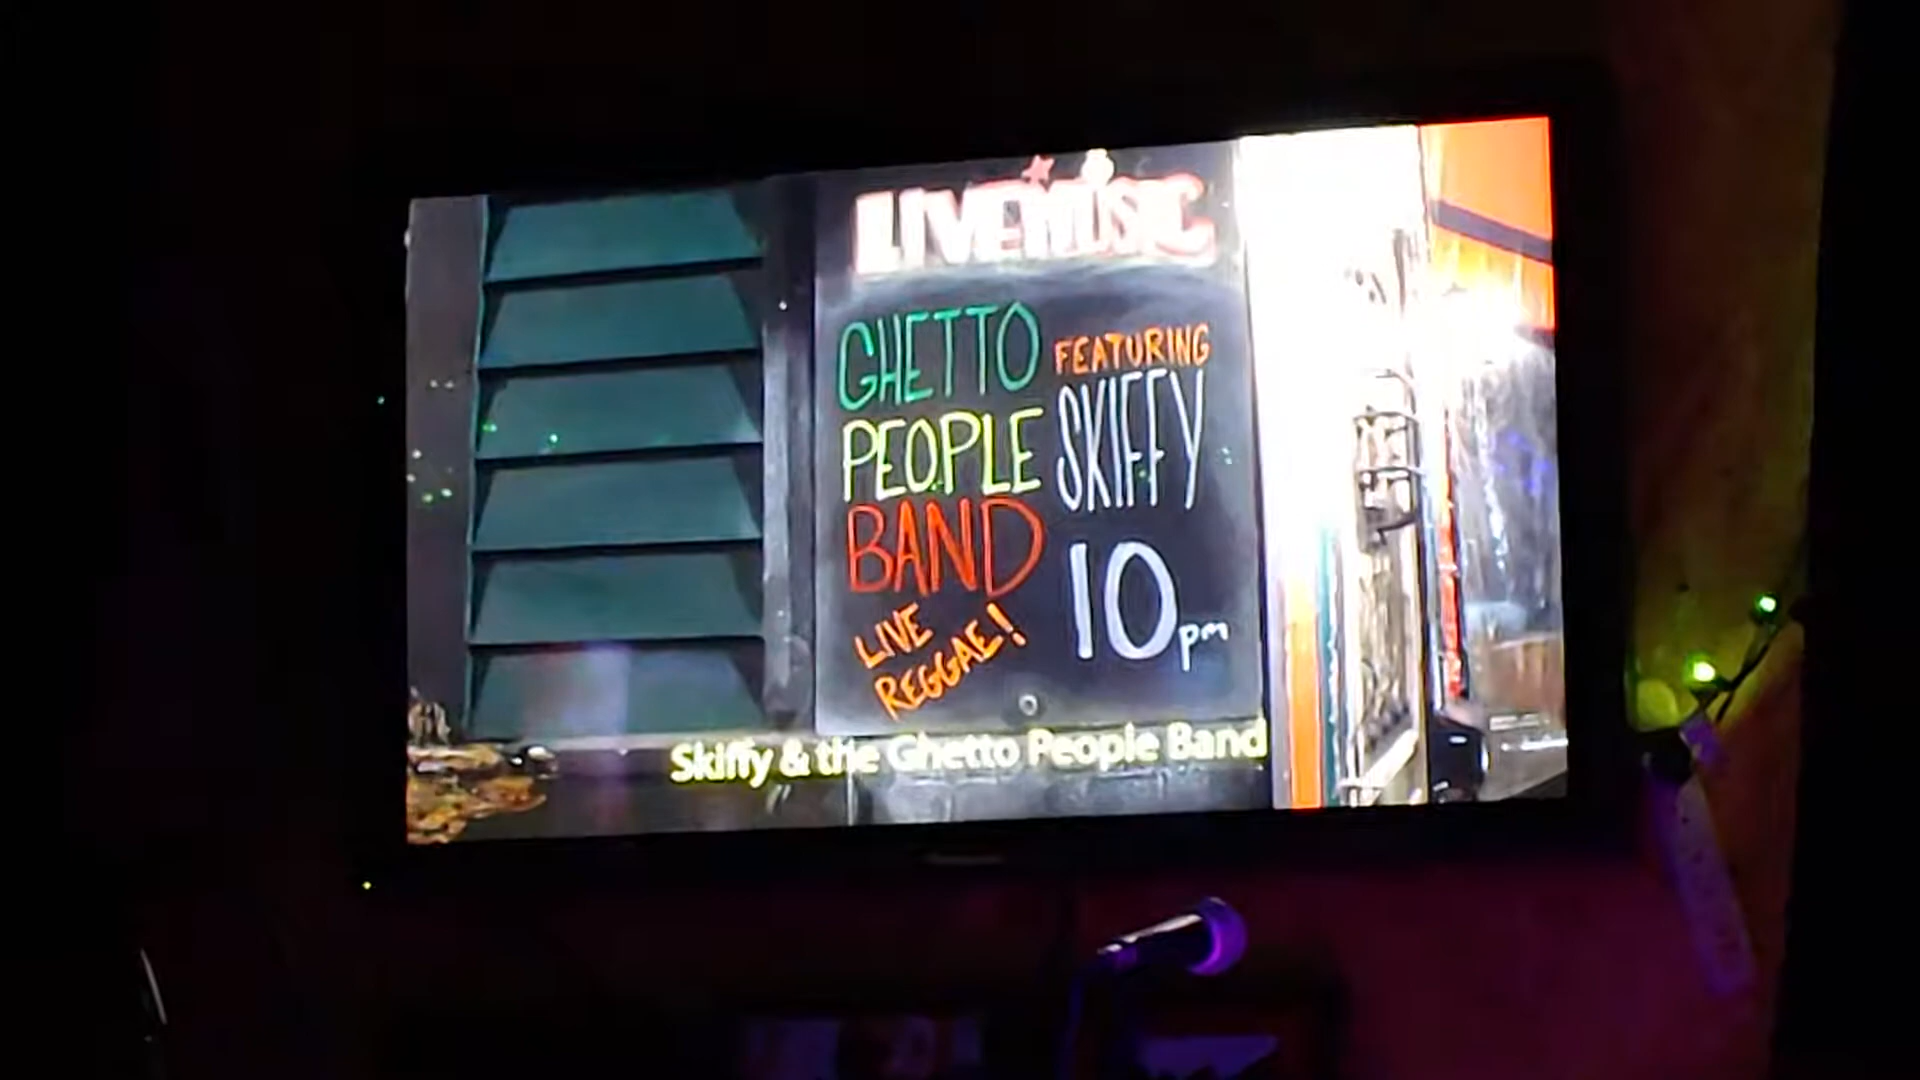 LIVE MUSIC
GHETTO
PEOPLE
BAND
LIVE
REGGAE!
FEATURING
SKIFFY
10pm
Skiffy & the Ghetto People Band